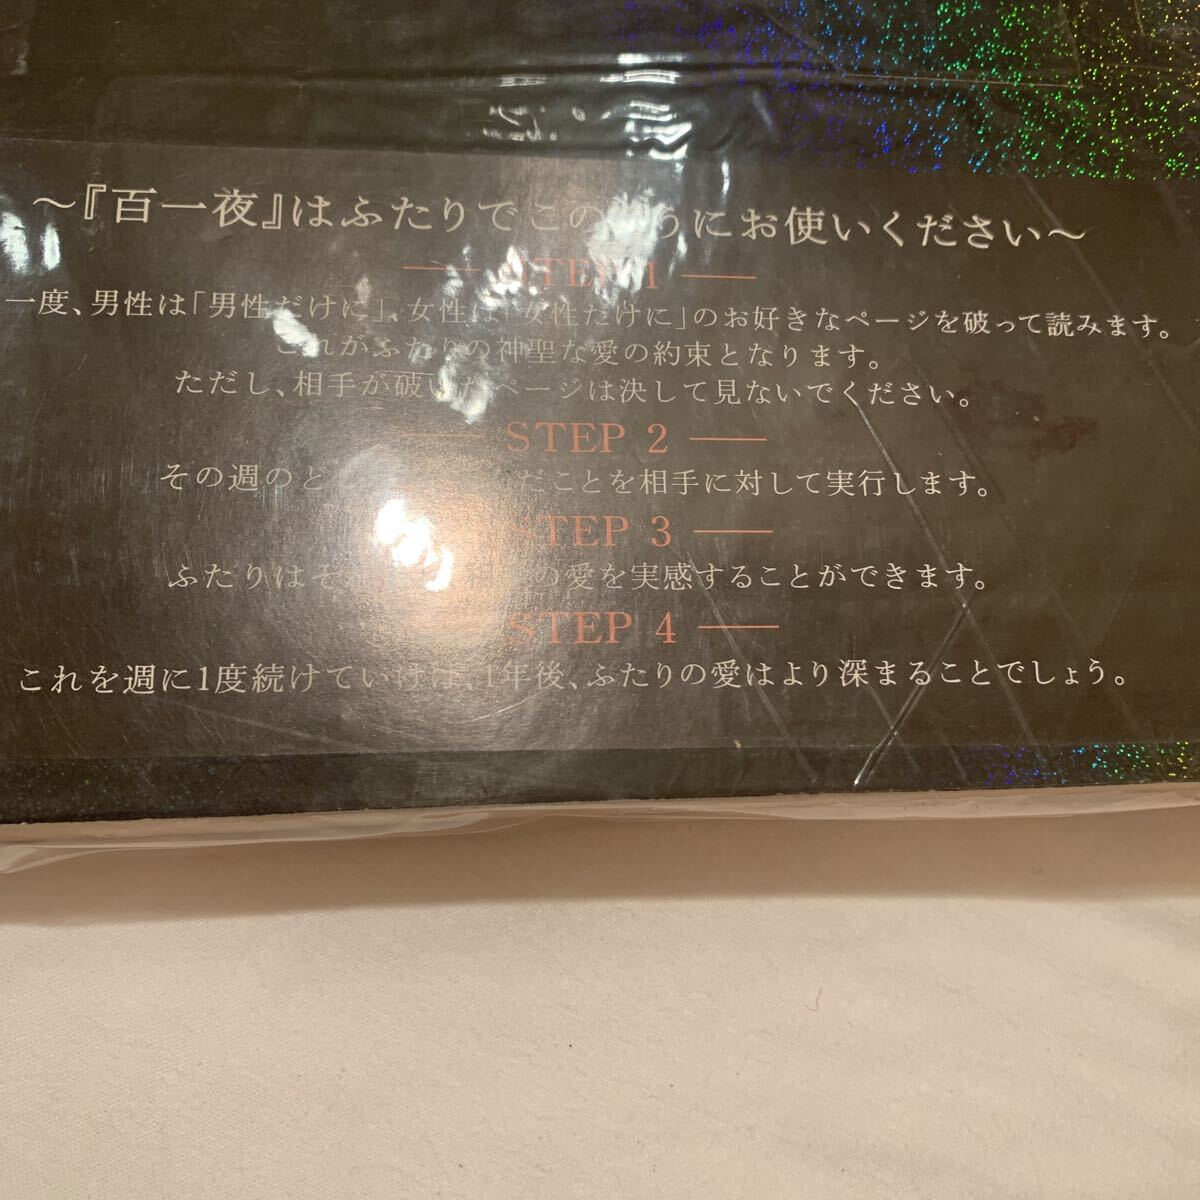 ～『百一夜』はふたりでこのようにお使いください～
STEP 1
一度、男性は「男性だけに」、女性は「女性だけに」のお好きなページを破って読みます。
これがふたりの神聖な愛の約束となります。
ただし、相手が破いたページは決して見ないでください。
STEP 2
その週のど だことを相手に対して実行します。
STEP 3
ふたりはそ の愛を実感することができます。
STEP 4
これを週に1度続けていけば、1年後、ふたりの愛はより深まることでしょう。